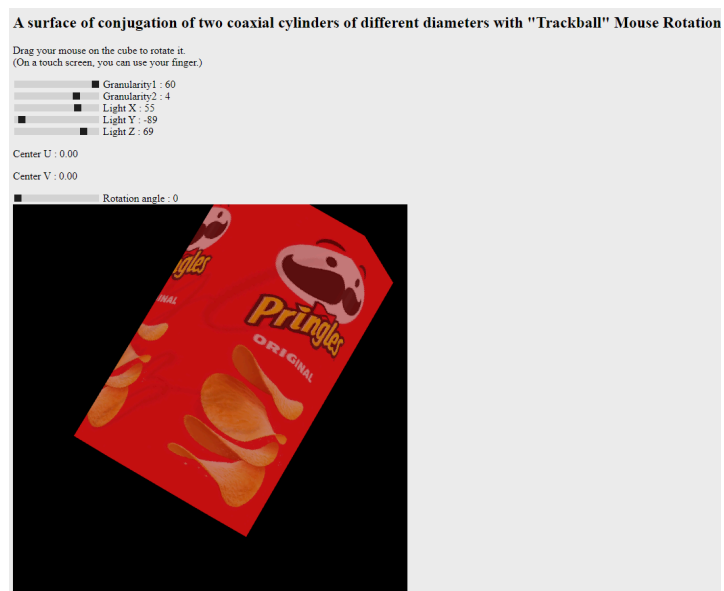 A surface of conjugation of two coaxial cylinders of different diameters with "Trackball" Mouse Rotation
Drag your mouse on the cube to rotate it.
(On a touch screen, you can use your finger.)
Granularity1 : 60
Granularity2 : 4
Light X : 55
Light Y : -89
Light Z : 69
Center U : 0.00
Center V : 0.00
Rotation angle : 0
ngles
INAL
Pringles
ORIGINAL